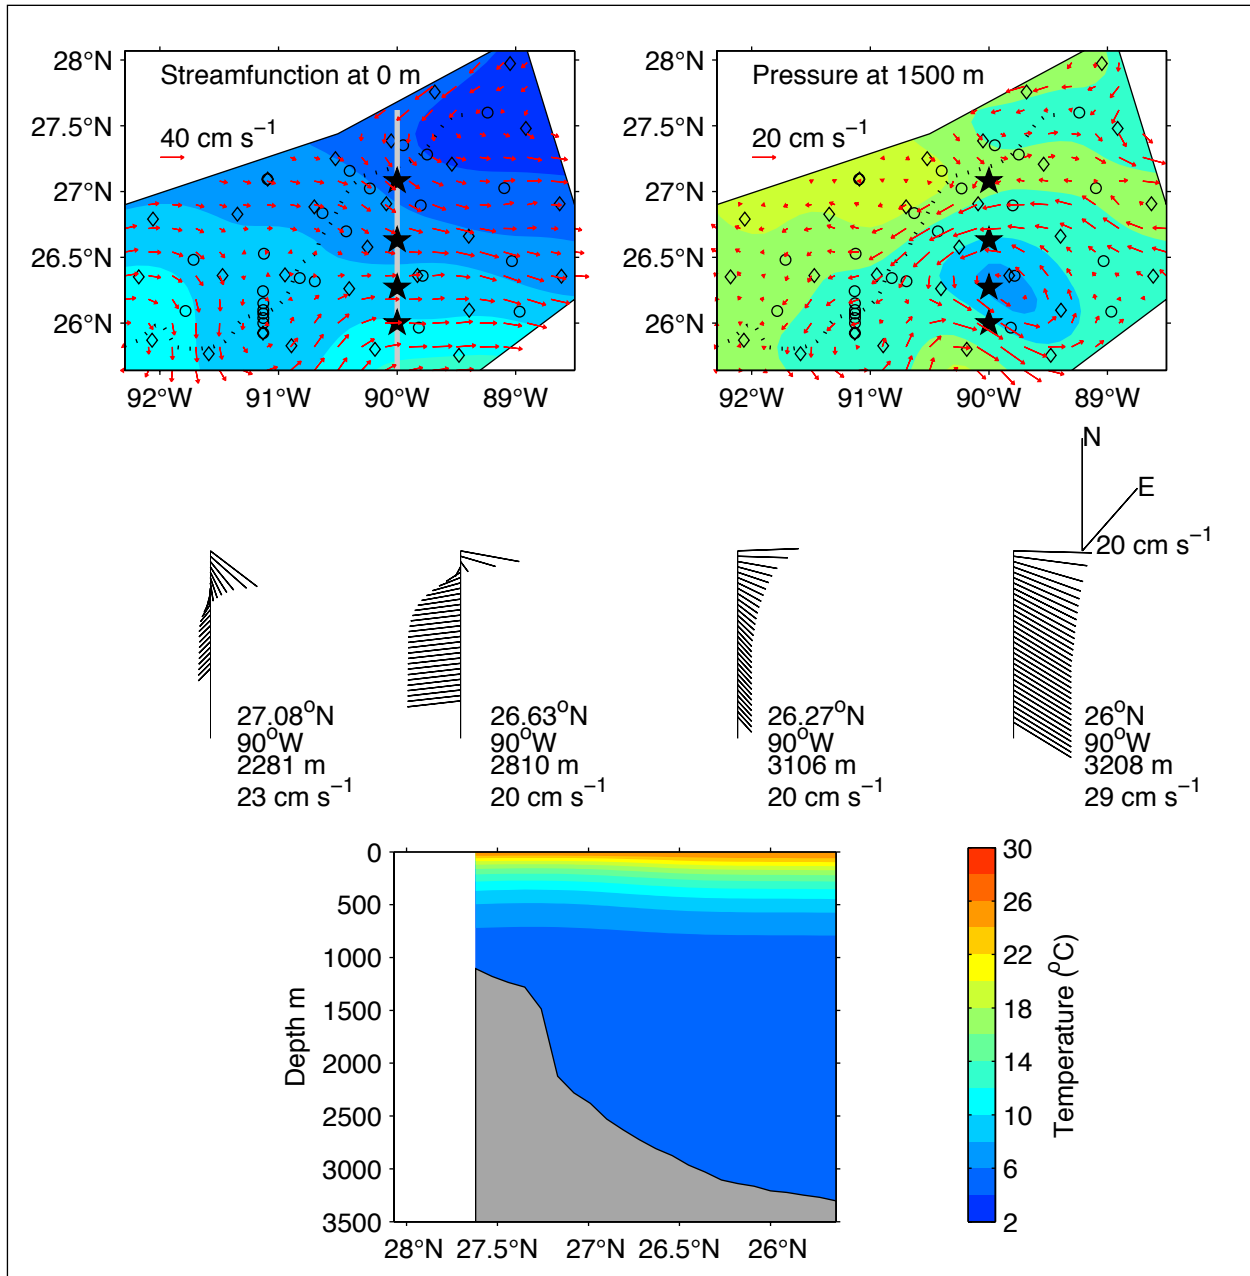 Streamfunction at 0 m
40 cm s⁻¹
28°N
27.5°N
27°N
26.5°N
26°N
92°W 91°W 90°W 89°W
Pressure at 1500 m
20 cm s⁻¹
28°N
27.5°N
27°N
26.5°N
26°N
92°W 91°W 90°W 89°W
N
E
20 cm s⁻¹
27.08°N
90°W
2281 m
23 cm s⁻¹
26.63°N
90°W
2810 m
20 cm s⁻¹
26.27°N
90°W
3106 m
20 cm s⁻¹
26°N
90°W
3208 m
29 cm s⁻¹
0
500
1000
1500
2000
2500
3000
3500
Depth m
28°N 27.5°N 27°N 26.5°N 26°N
30
26
22
18
14
10
6
2
Temperature (°C)